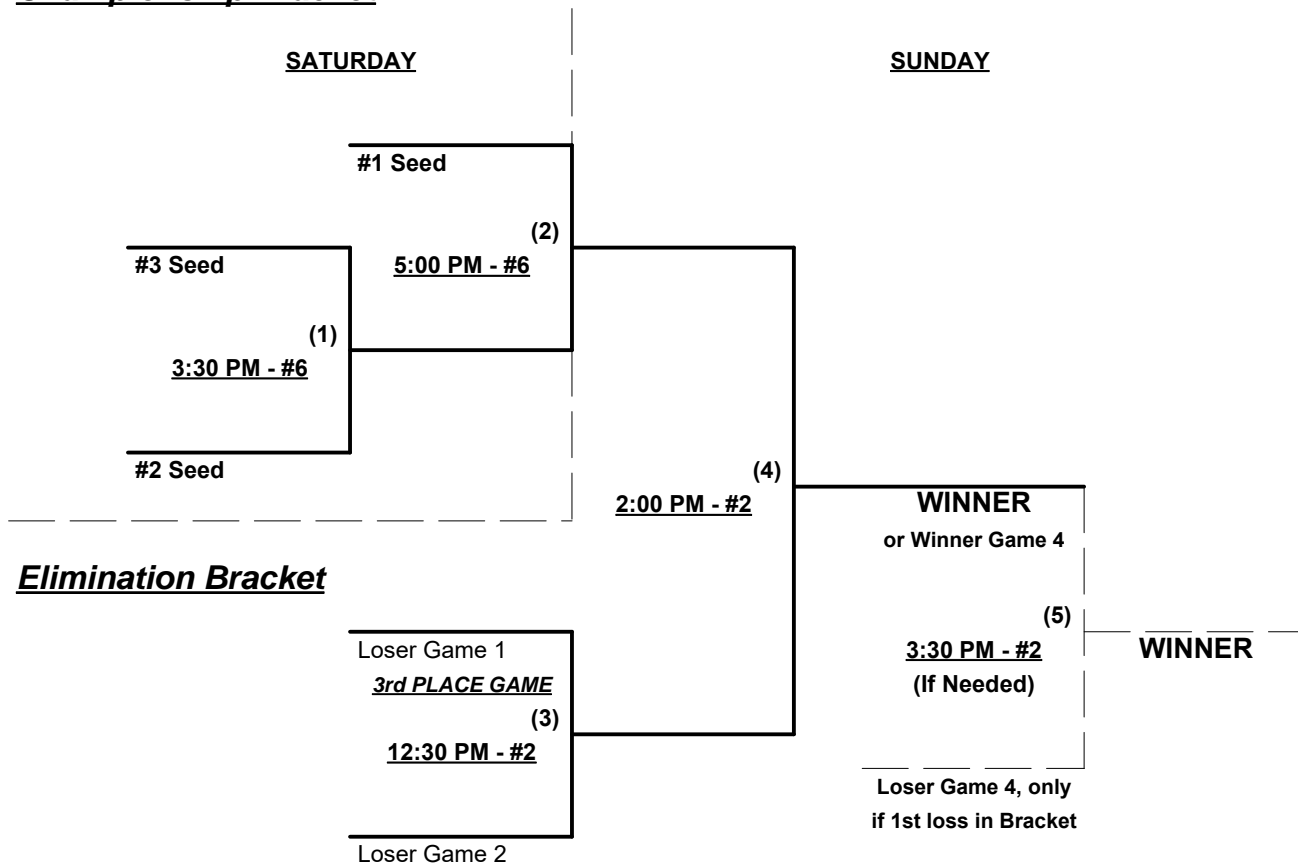 SATURDAY
SUNDAY
#1 Seed
(2)
5:00 PM - #6
#3 Seed
(1)
3:30 PM - #6
#2 Seed
(4)
2:00 PM - #2
WINNER
or Winner Game 4
Elimination Bracket
Loser Game 1
3rd PLACE GAME
(3)
12:30 PM - #2
Loser Game 2
(5)
3:30 PM - #2
(If Needed)
WINNER
Loser Game 4, only
if 1st loss in Bracket